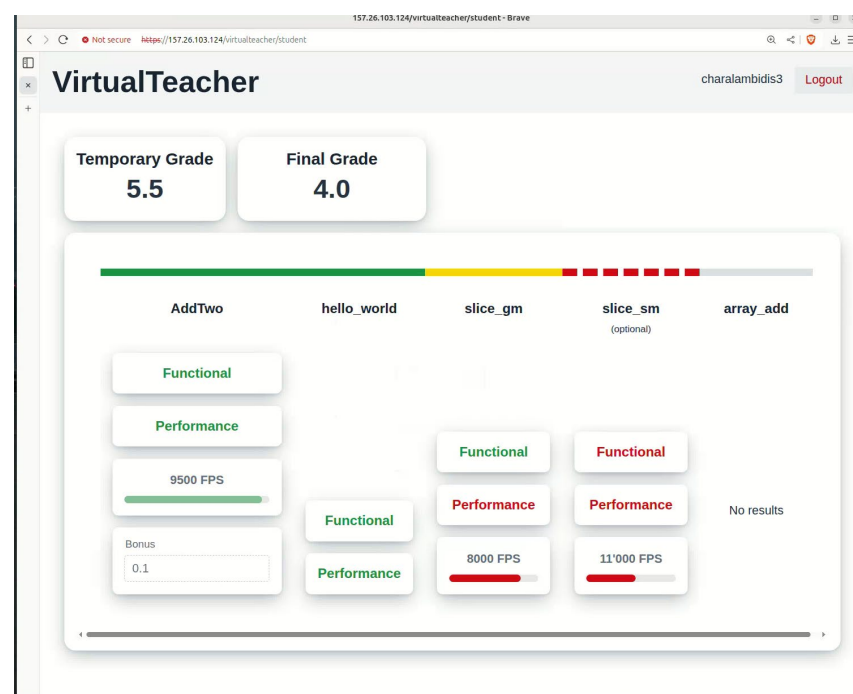 157.26.103.124/virtualteacher/student - Brave
Not secure https://157.26.103.124/virtualteacher/student
VirtualTeacher
charalambidis3
Logout
Temporary Grade
5.5
Final Grade
4.0
AddTwo
hello_world
slice_gm
slice_sm
(optional)
array_add
Functional
Performance
9500 FPS
Bonus
0.1
Functional
Performance
Functional
Performance
8000 FPS
Functional
Performance
11'000 FPS
No results